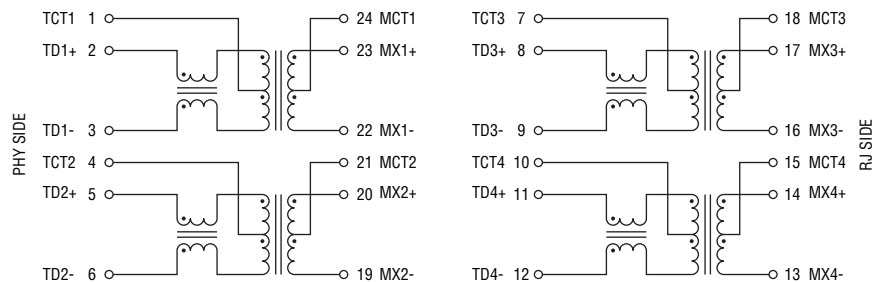 TCT1 1 24 MCT1 TCT3 7 18 MCT3
TD1+ 2 23 MX1+ TD3+ 8 17 MX3+
TD1- 3 22 MX1- TD3- 9 16 MX3-
PHY SIDE
RJ SIDE
TCT2 4 21 MCT2 TCT4 10 15 MCT4
TD2+ 5 20 MX2+ TD4+ 11 14 MX4+
TD2- 6 19 MX2- TD4- 12 13 MX4-